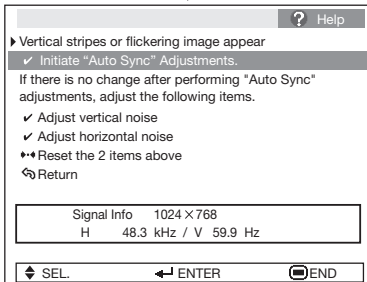 ? Help
Vertical stripes or flickering image appear
✔ Initiate “Auto Sync” Adjustments.
If there is no change after performing "Auto Sync"
adjustments, adjust the following items.
✔ Adjust vertical noise
✔ Adjust horizontal noise
Reset the 2 items above
Return
Signal Info 1024×768
H 48.3 kHz / V 59.9 Hz
SEL. ENTER END